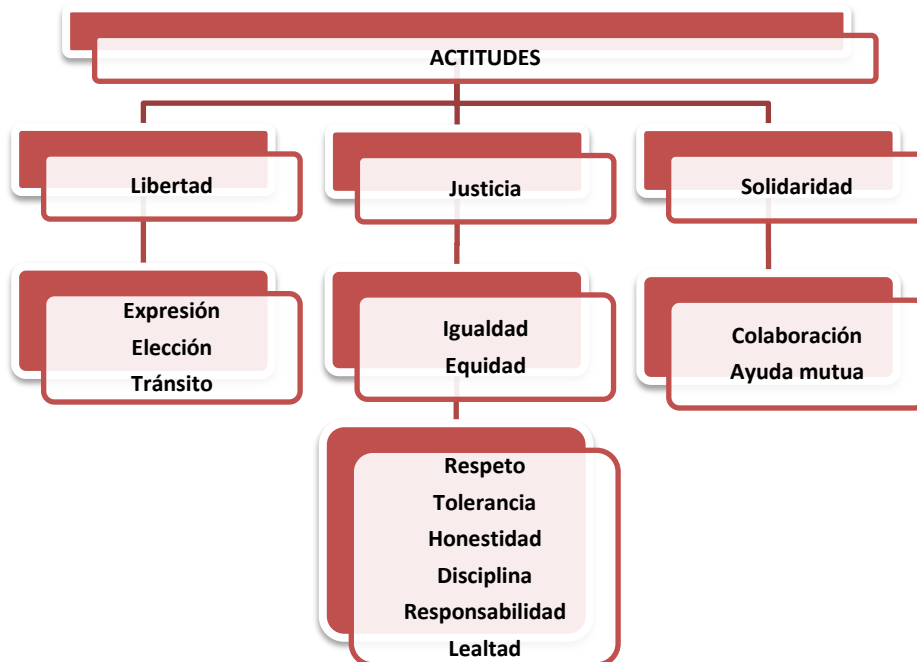 ACTITUDES
Libertad
Justicia
Solidaridad
Expresión
Elección
Tránsito
Igualdad
Equidad
Colaboración
Ayuda mutua
Respeto
Tolerancia
Honestidad
Disciplina
Responsabilidad
Lealtad